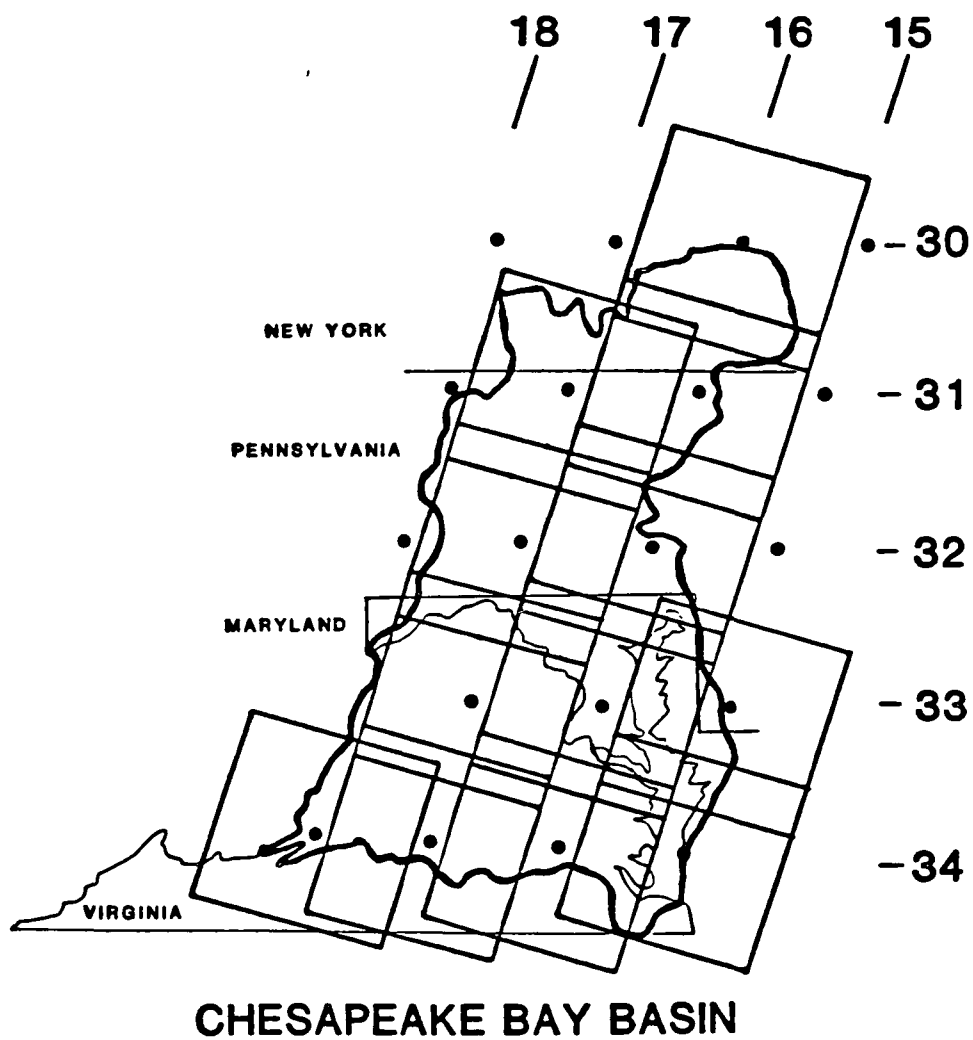 18 17 16 15
- 30
NEW YORK
- 31
PENNSYLVANIA
- 32
MARYLAND
- 33
- 34
VIRGINIA
CHESAPEAKE BAY BASIN